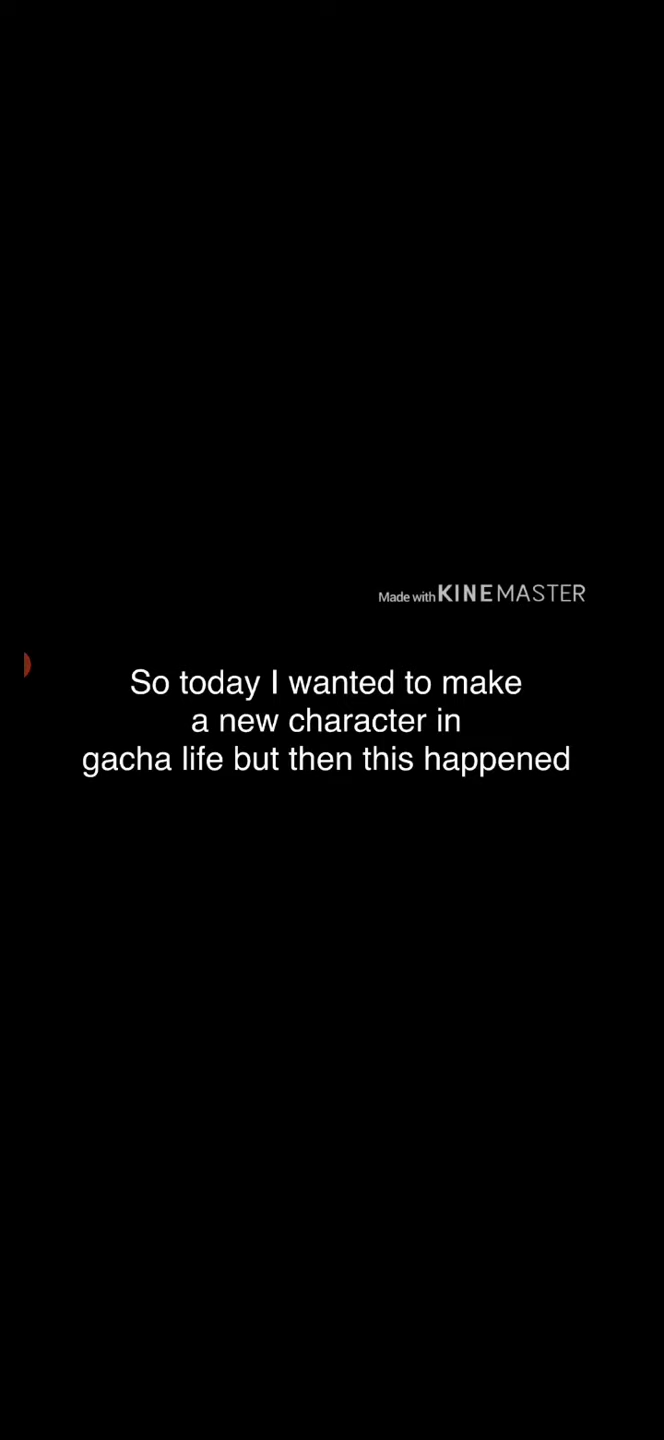 Made with KINEMASTER
So today I wanted to make
a new character in
gacha life but then this happened